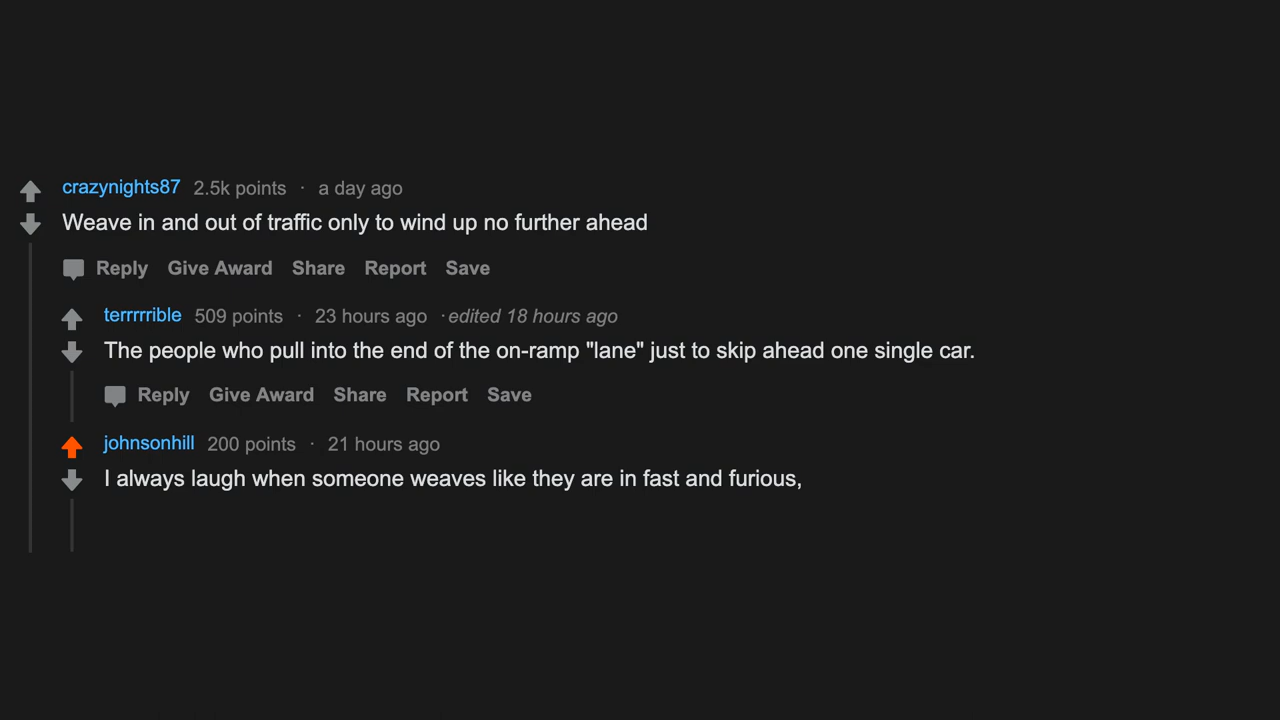 crazynights87 2.5k points · a day ago
Weave in and out of traffic only to wind up no further ahead
Reply Give Award Share Report Save
terrrrrible 509 points · 23 hours ago · edited 18 hours ago
The people who pull into the end of the on-ramp "lane" just to skip ahead one single car.
Reply Give Award Share Report Save
johnsonhill 200 points · 21 hours ago
I always laugh when someone weaves like they are in fast and furious,